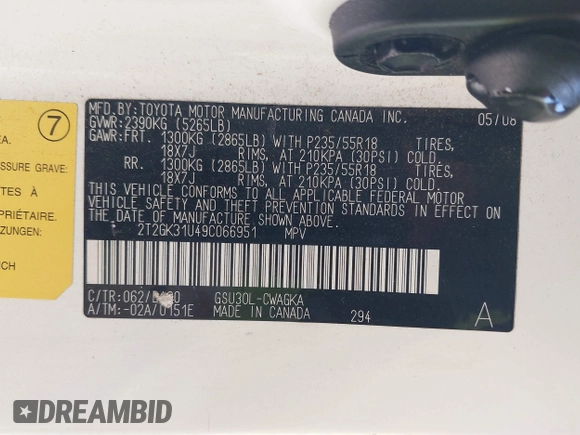 MFD.BY:TOYOTA MOTOR MANUFACTURING CANADA INC. 05/08
GVWR:2390KG (5265LB)
GAWR:FRT. 1300KG (2865LB) WITH P235/55R18 TIRES,
18X7J RIMS, AT 210KPA (30PSI) COLD.
RR. 1300KG (2865LB) WITH P235/55R18 TIRES,
18X7J RIMS, AT 210KPA (30PSI) COLD.
THIS VEHICLE CONFORMS TO ALL APPLICABLE FEDERAL MOTOR
VEHICLE SAFETY AND THEFT PREVENTION STANDARDS IN EFFECT ON
THE DATE OF MANUFACTURE SHOWN ABOVE.
2T2GK31U49C066951 MPV
C/TR:062/ GSU30L-CWAGKA
A/TM:-02A/0151E MADE IN CANADA 294 A
7
EA.
SSURE GRAVE:
TES À
OPRIÉTAIRE.
CH
DREAMBID